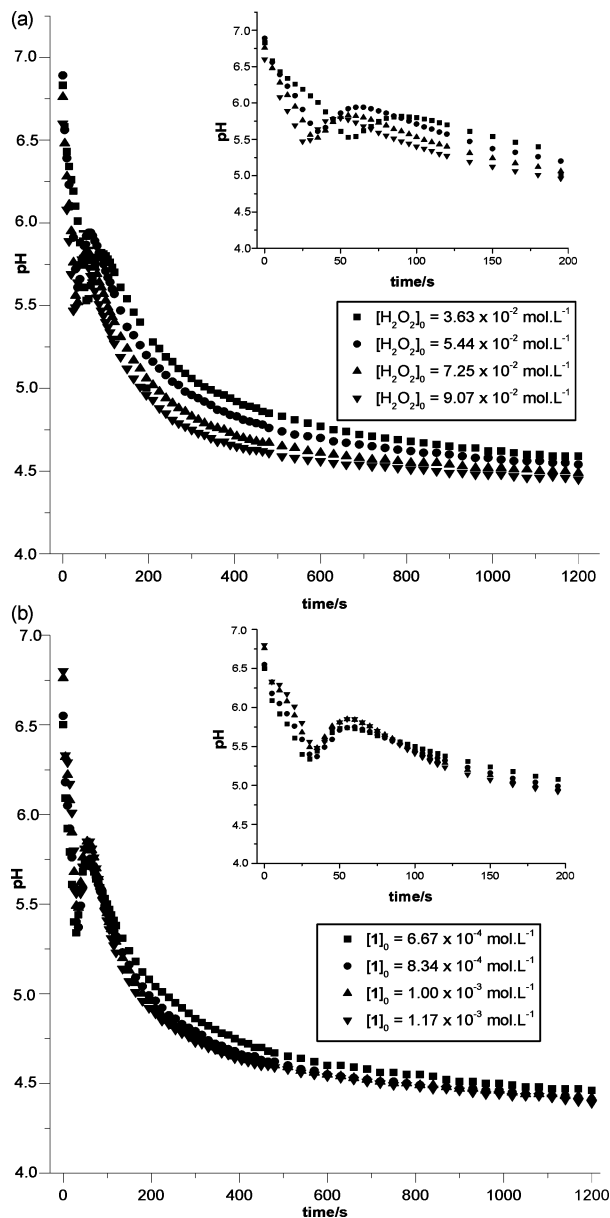 (a)
7.0
6.5
6.0
5.5
5.0
4.5
4.0
pH
0 200 400 600 800 1000 1200
time/s
7.0
6.5
6.0
5.5
5.0
4.5
4.0
pH
0 50 100 150 200
time/s
[H₂O₂]₀ = 3.63 x 10⁻² mol.L⁻¹
[H₂O₂]₀ = 5.44 x 10⁻² mol.L⁻¹
[H₂O₂]₀ = 7.25 x 10⁻² mol.L⁻¹
[H₂O₂]₀ = 9.07 x 10⁻² mol.L⁻¹
(b)
7.0
6.5
6.0
5.5
5.0
4.5
4.0
pH
0 200 400 600 800 1000 1200
time/s
7.0
6.5
6.0
5.5
5.0
4.5
4.0
pH
0 50 100 150 200
time/s
[1]₀ = 6.67 x 10⁻⁴ mol.L⁻¹
[1]₀ = 8.34 x 10⁻⁴ mol.L⁻¹
[1]₀ = 1.00 x 10⁻³ mol.L⁻¹
[1]₀ = 1.17 x 10⁻³ mol.L⁻¹